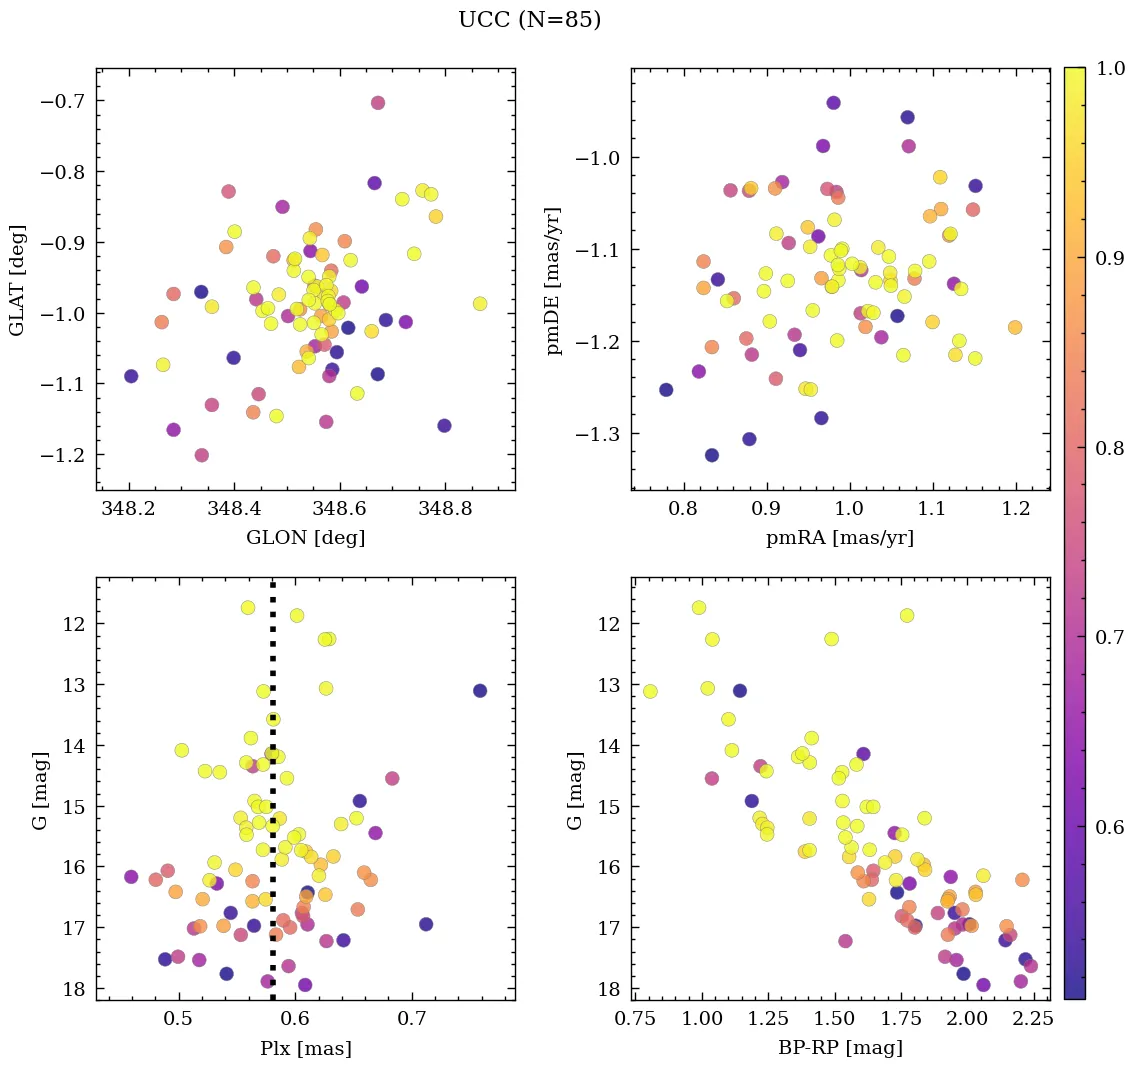 UCC (N=85)
−0.7
−0.8
−0.9
−1.0
−1.1
−1.2
GLAT [deg]
348.2 348.4 348.6 348.8
GLON [deg]
−1.0
−1.1
−1.2
−1.3
pmDE [mas/yr]
0.8 0.9 1.0 1.1 1.2
pmRA [mas/yr]
1.0
0.9
0.8
0.7
0.6
12
13
14
15
16
17
18
G [mag]
0.5 0.6 0.7
Plx [mas]
12
13
14
15
16
17
18
G [mag]
0.75 1.00 1.25 1.50 1.75 2.00 2.25
BP-RP [mag]